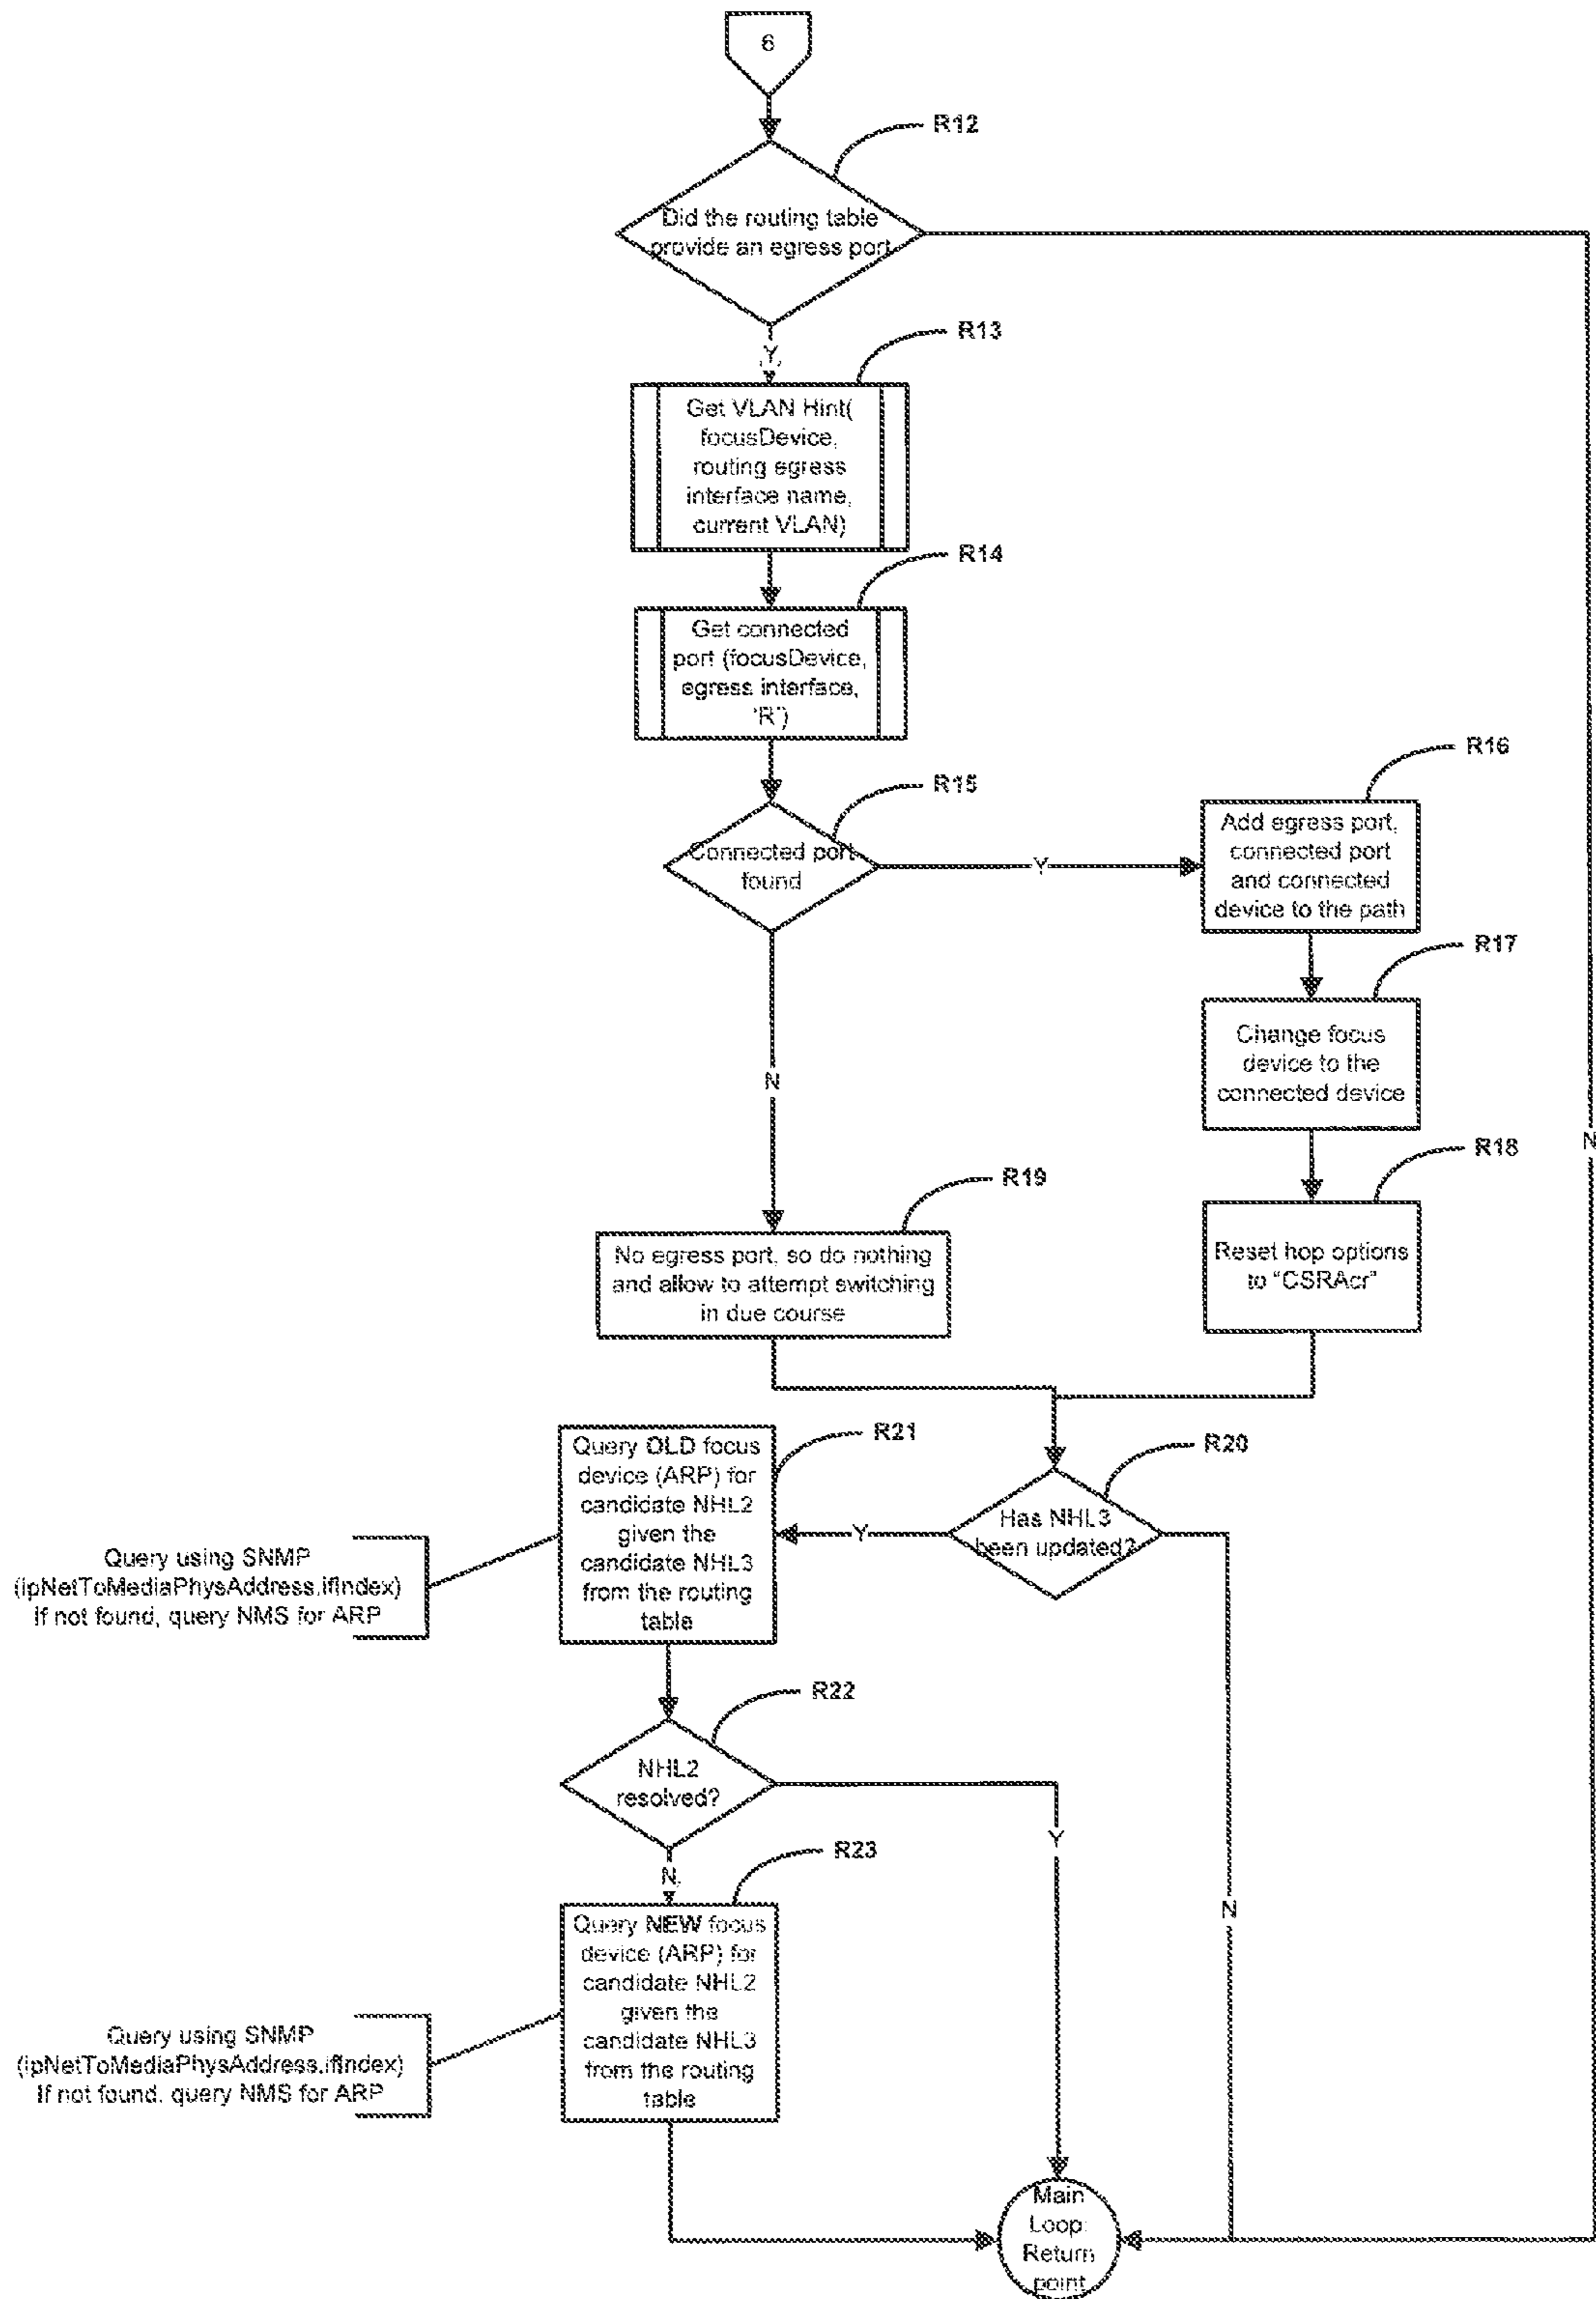 6
R12
Did the routing table
provide an egress port
Y
N
R13
Get VLAN Hint(
focusDevice,
routing egress
interface name,
current VLAN)
R14
Get connected
port (focusDevice,
egress interface,
'R')
R15
Connected port
found
Y
N
R16
Add egress port,
connected port
and connected
device to the path
R17
Change focus
device to the
connected device
R18
Reset hop options
to "CSRAcr"
R19
No egress port, so do nothing
and allow to attempt switching
in due course
R20
Has NHL3
been updated?
Y
N
R21
Query OLD focus
device (ARP) for
candidate NHL2
given the
candidate NHL3
from the routing
table
Query using SNMP
(ipNetToMediaPhysAddress.ifIndex)
If not found, query NMS for ARP
R22
NHL2
resolved?
Y
N
R23
Query NEW focus
device (ARP) for
candidate NHL2
given the
candidate NHL3
from the routing
table
Query using SNMP
(ipNetToMediaPhysAddress.ifIndex)
If not found, query NMS for ARP
Main
Loop:
Return
point